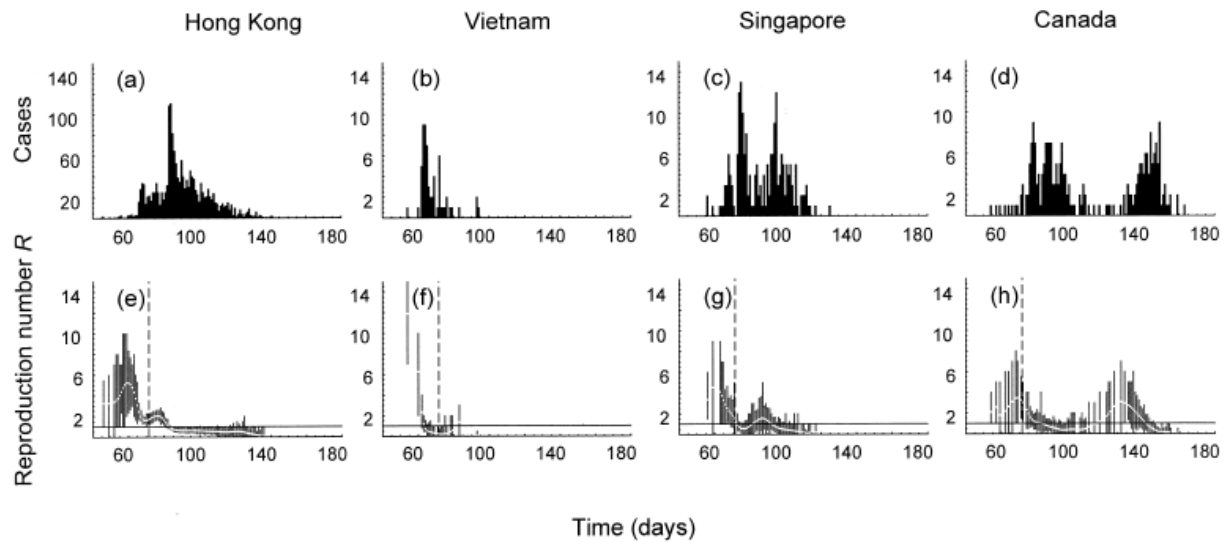 Hong Kong Vietnam Singapore Canada
Cases
(a) (b) (c) (d)
140 14 14 14
100 10 10 10
60 6 6 6
20 2 2 2
60 100 140 180 60 100 140 180 60 100 140 180 60 100 140 180
Reproduction number R
(e) (f) (g) (h)
14 14 14 14
10 10 10 10
6 6 6 6
2 2 2 2
60 100 140 180 60 100 140 180 60 100 140 180 60 100 140 180
Time (days)